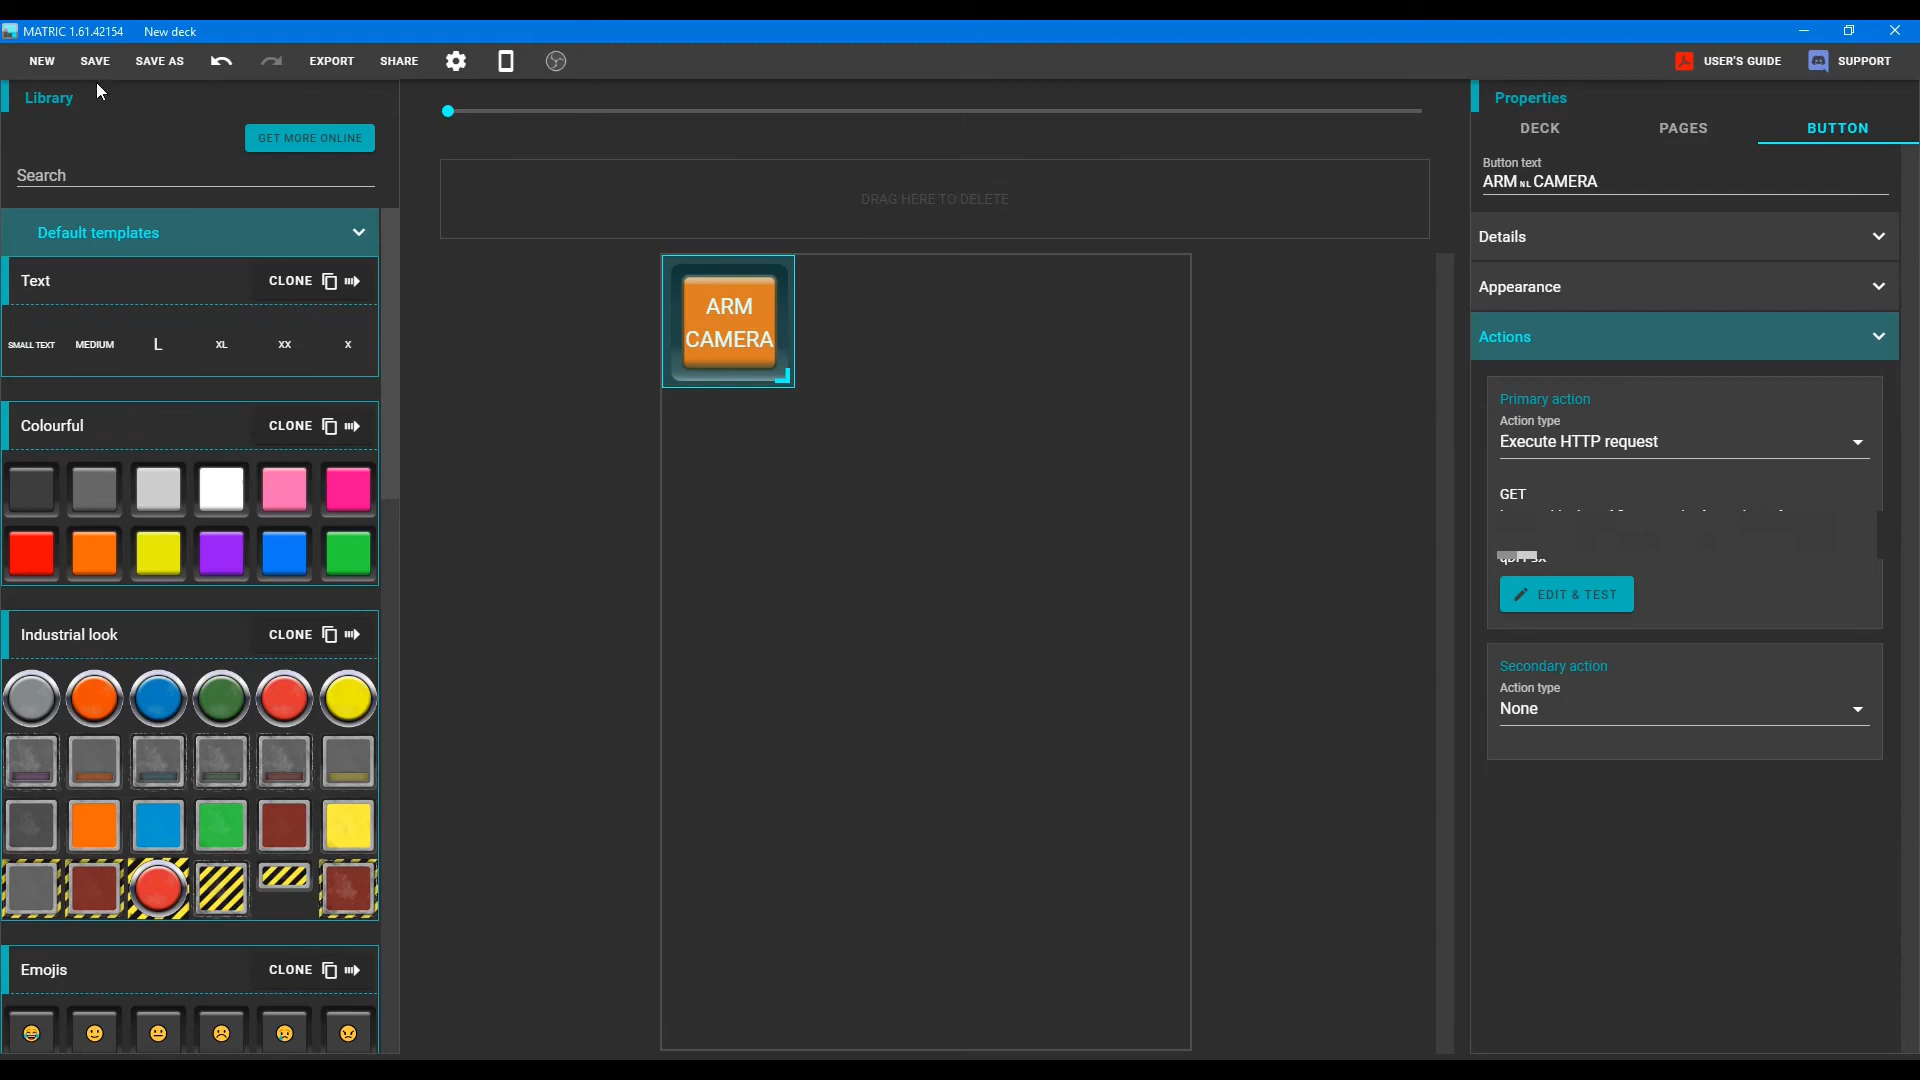 MATRIC 1.61.42154 New deck
NEW SAVE SAVE AS EXPORT SHARE USER'S GUIDE SUPPORT
Library
GET MORE ONLINE
Search
Default templates
Text CLONE
SMALL TEXT MEDIUM L XL XX X
Colourful CLONE
Industrial look CLONE
Emojis CLONE
DRAG HERE TO DELETE
ARM
CAMERA
Properties
DECK PAGES BUTTON
Button text
ARM NL CAMERA
Details
Appearance
Actions
Primary action
Action type
Execute HTTP request
GET
EDIT & TEST
Secondary action
Action type
None